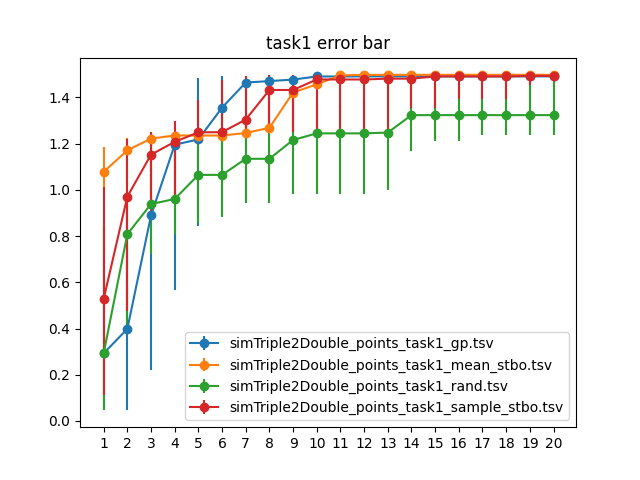 task1 error bar
1.4
1.2
1.0
0.8
0.6
0.4
0.2
0.0
simTriple2Double_points_task1_gp.tsv
simTriple2Double_points_task1_mean_stbo.tsv
simTriple2Double_points_task1_rand.tsv
simTriple2Double_points_task1_sample_stbo.tsv
1 2 3 4 5 6 7 8 9 10 11 12 13 14 15 16 17 18 19 20